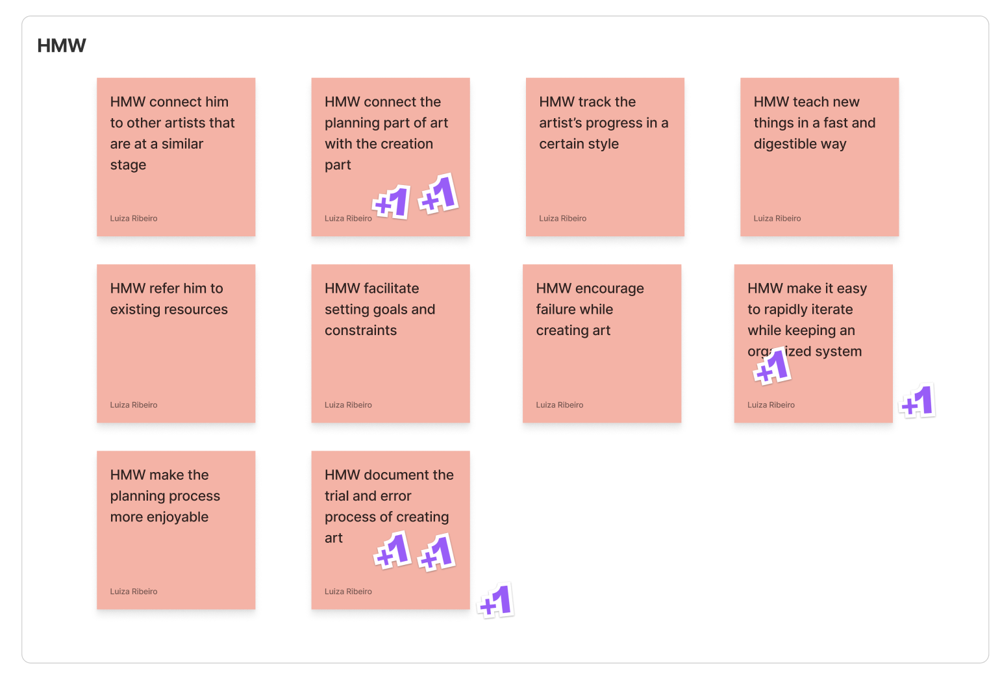 HMW
HMW connect him
to other artists that
are at a similar
stage
Luiza Ribeiro
HMW connect the
planning part of art
with the creation
part
+1
+1
Luiza Ribeiro
HMW track the
artist’s progress in a
certain style
Luiza Ribeiro
HMW teach new
things in a fast and
digestible way
Luiza Ribeiro
HMW refer him to
existing resources
Luiza Ribeiro
HMW facilitate
setting goals and
constraints
Luiza Ribeiro
HMW encourage
failure while
creating art
Luiza Ribeiro
HMW make it easy
to rapidly iterate
while keeping an
organized system
+1
Luiza Ribeiro
+1
HMW make the
planning process
more enjoyable
Luiza Ribeiro
HMW document the
trial and error
process of creating
art
+1
+1
Luiza Ribeiro
+1